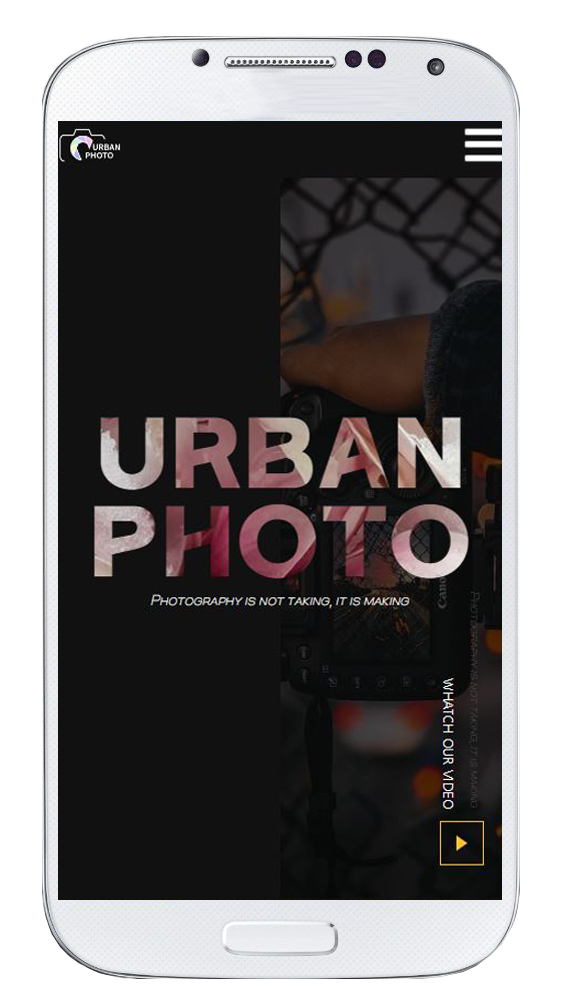 URBAN
PHOTO
URBAN
PHOTO
PHOTOGRAPHY IS NOT TAKING, IT IS MAKING
Canon
PHOTOGRAPHY IS NOT TAKING, IT IS MAKING
WHATCH OUR VIDEO